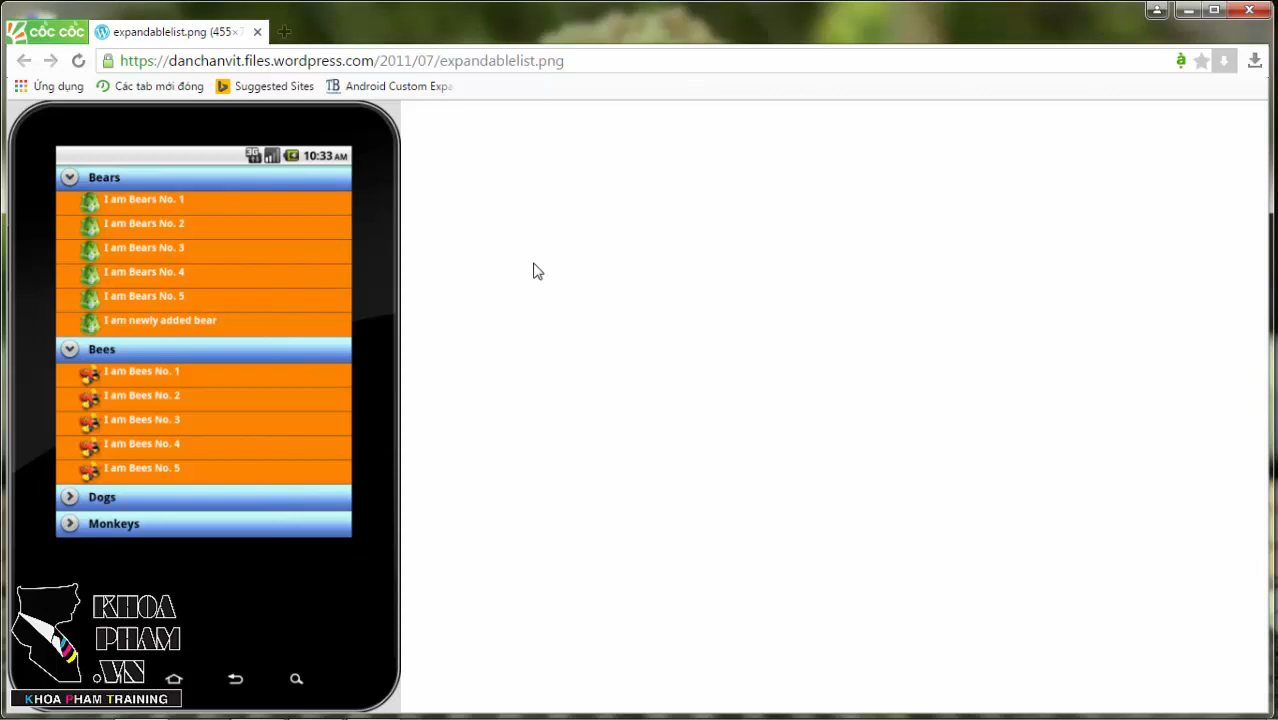 cốc cốc
expandablelist.png (455×7
https://danchanvit.files.wordpress.com/2011/07/expandablelist.png
Ứng dụng
Các tab mới đóng
Suggested Sites
Android Custom Expa
10:33 AM
Bears
I am Bears No. 1
I am Bears No. 2
I am Bears No. 3
I am Bears No. 4
I am Bears No. 5
I am newly added bear
Bees
I am Bees No. 1
I am Bees No. 2
I am Bees No. 3
I am Bees No. 4
I am Bees No. 5
Dogs
Monkeys
KHOA
PHAM
.VN
KHOA PHAM TRAINING